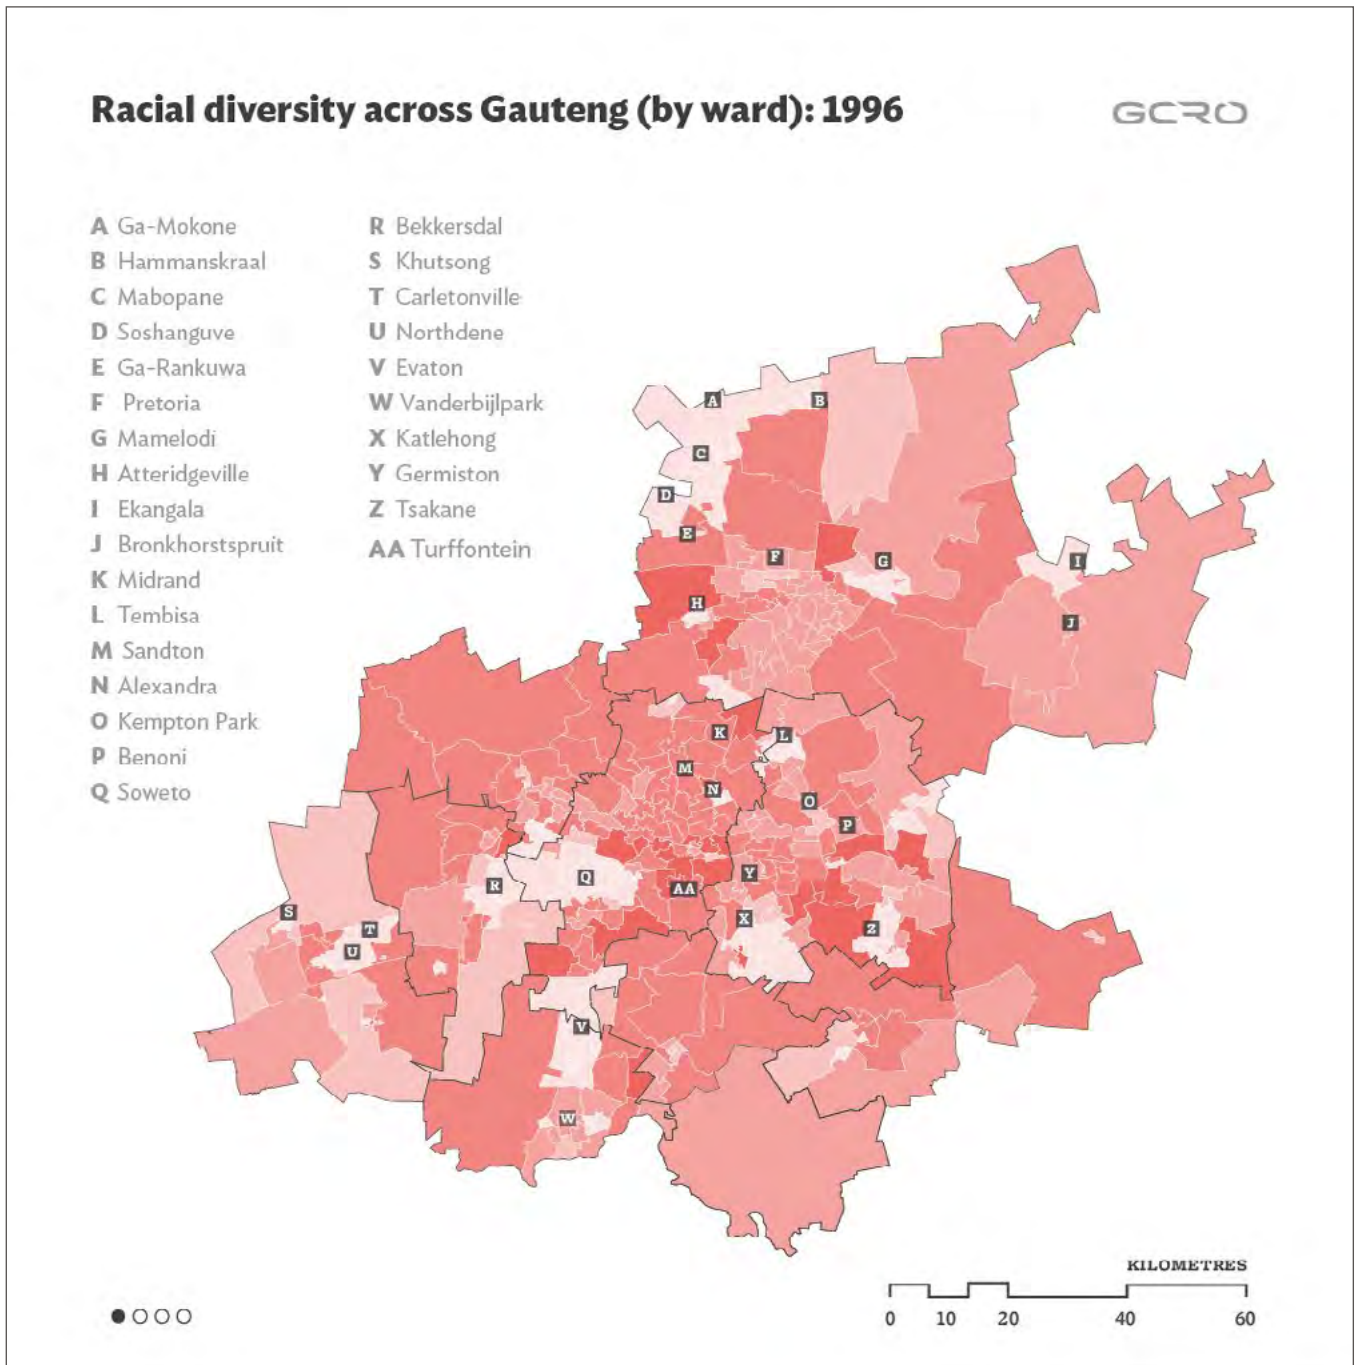 Racial diversity across Gauteng (by ward): 1996
GCRO
A Ga-Mokone
B Hammanskraal
C Mabopane
D Soshanguve
E Ga-Rankuwa
F Pretoria
G Mamelodi
H Atteridgeville
I Ekangala
J Bronkhorstspruit
K Midrand
L Tembisa
M Sandton
N Alexandra
O Kempton Park
P Benoni
Q Soweto
R Bekkersdal
S Khutsong
T Carletonville
U Northdene
V Evaton
W Vanderbijlpark
X Katlehong
Y Germiston
Z Tsakane
AA Turffontein
A
B
C
D
E
F
G
I
H
J
K
L
M
N
O
P
Y
Q
R
AA
S
X
T
Z
U
V
W
KILOMETRES
0 10 20 40 60